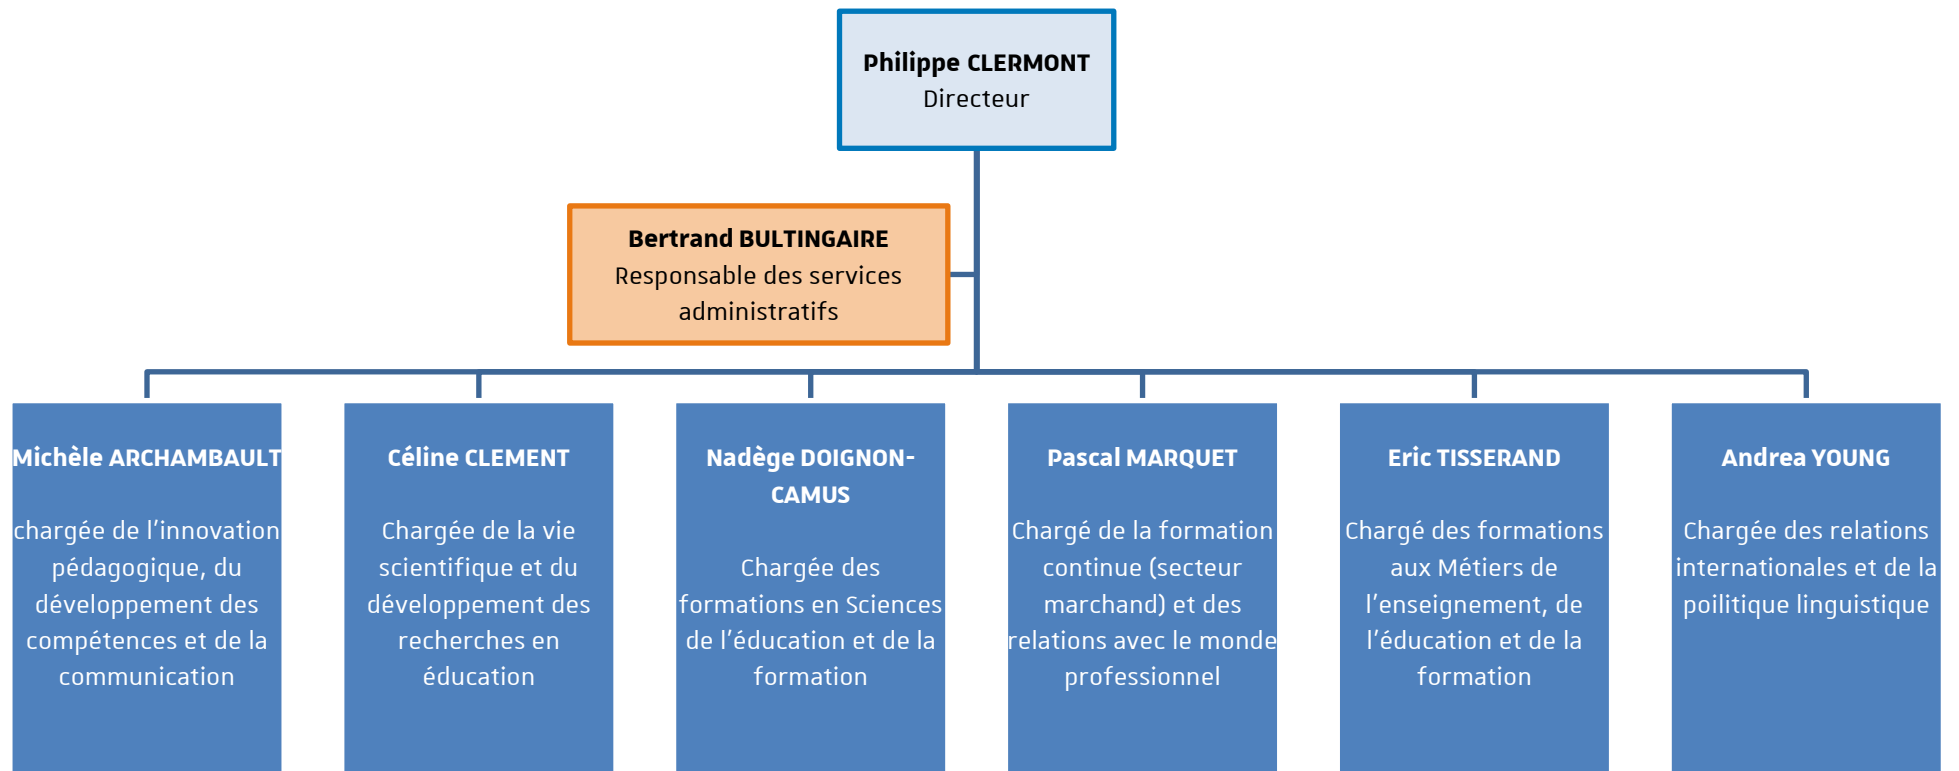 Philippe CLERMONT
Directeur
Bertrand BULTINGAIRE
Responsable des services
administratifs
Michèle ARCHAMBAULT
chargée de l'innovation
pédagogique, du
développement des
compétences et de la
communication
Céline CLEMENT
Chargée de la vie
scientifique et du
développement des
recherches en
éducation
Nadège DOIGNON-
CAMUS
Chargée des
formations en Sciences
de l'éducation et de la
formation
Pascal MARQUET
Chargé de la formation
continue (secteur
marchand) et des
relations avec le monde
professionnel
Eric TISSERAND
Chargé des formations
aux Métiers de
l'enseignement, de
l'éducation et de la
formation
Andrea YOUNG
Chargée des relations
internationales et de la
poilitique linguistique